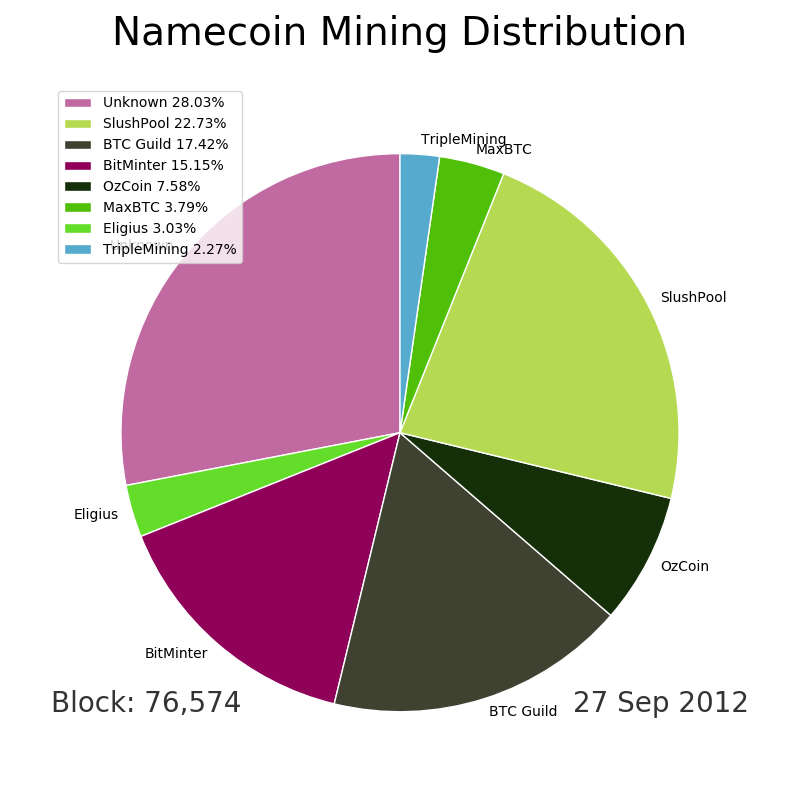 Namecoin Mining Distribution
Unknown 28.03%
SlushPool 22.73%
BTC Guild 17.42%
BitMinter 15.15%
OzCoin 7.58%
MaxBTC 3.79%
Eligius 3.03%
TripleMining 2.27%
TripleMining
MaxBTC
Unknown
SlushPool
Eligius
OzCoin
BitMinter
BTC Guild
Block: 76,574
27 Sep 2012